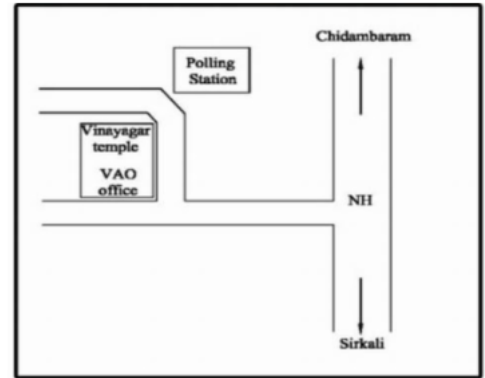 Chidambaram
Polling
Station
Vinayagar
temple
VAO
office
NH
Sirkali